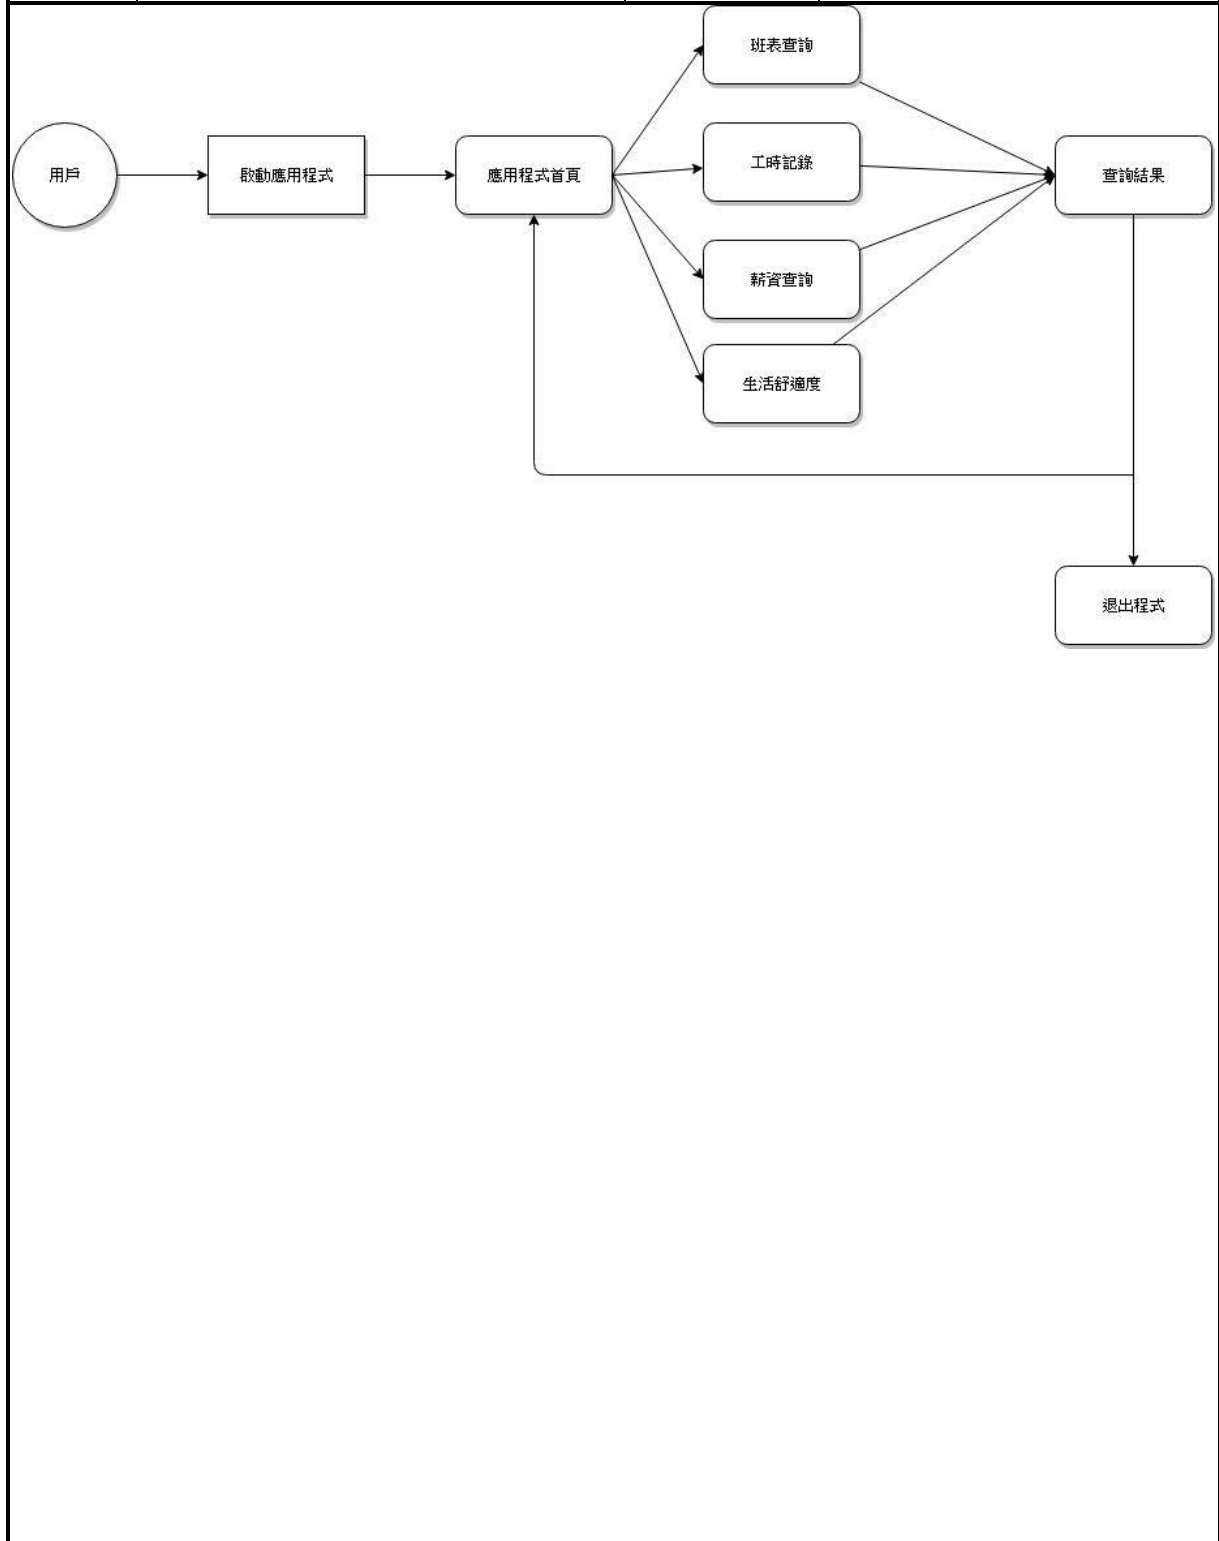 班表查詢
用戶
啟動應用程式
應用程式首頁
工時記錄
查詢結果
薪資查詢
生活舒適度
退出程式